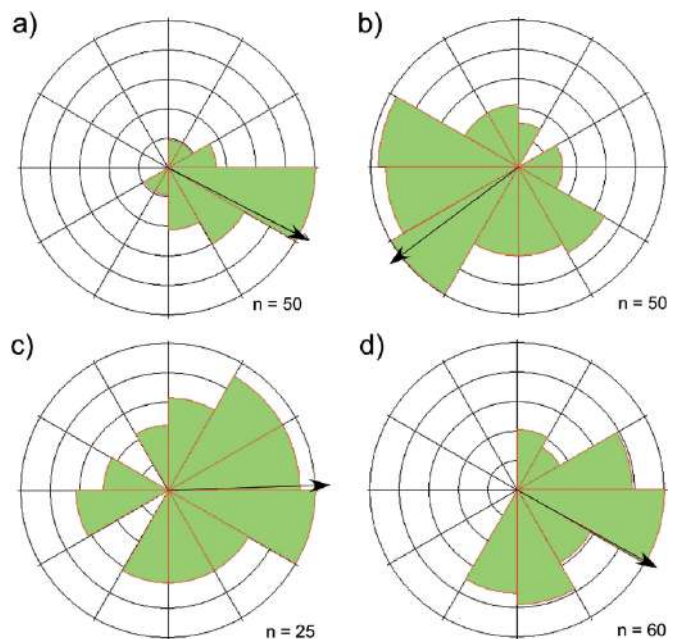 a)
b)
n = 50
n = 50
c)
d)
n = 25
n = 60